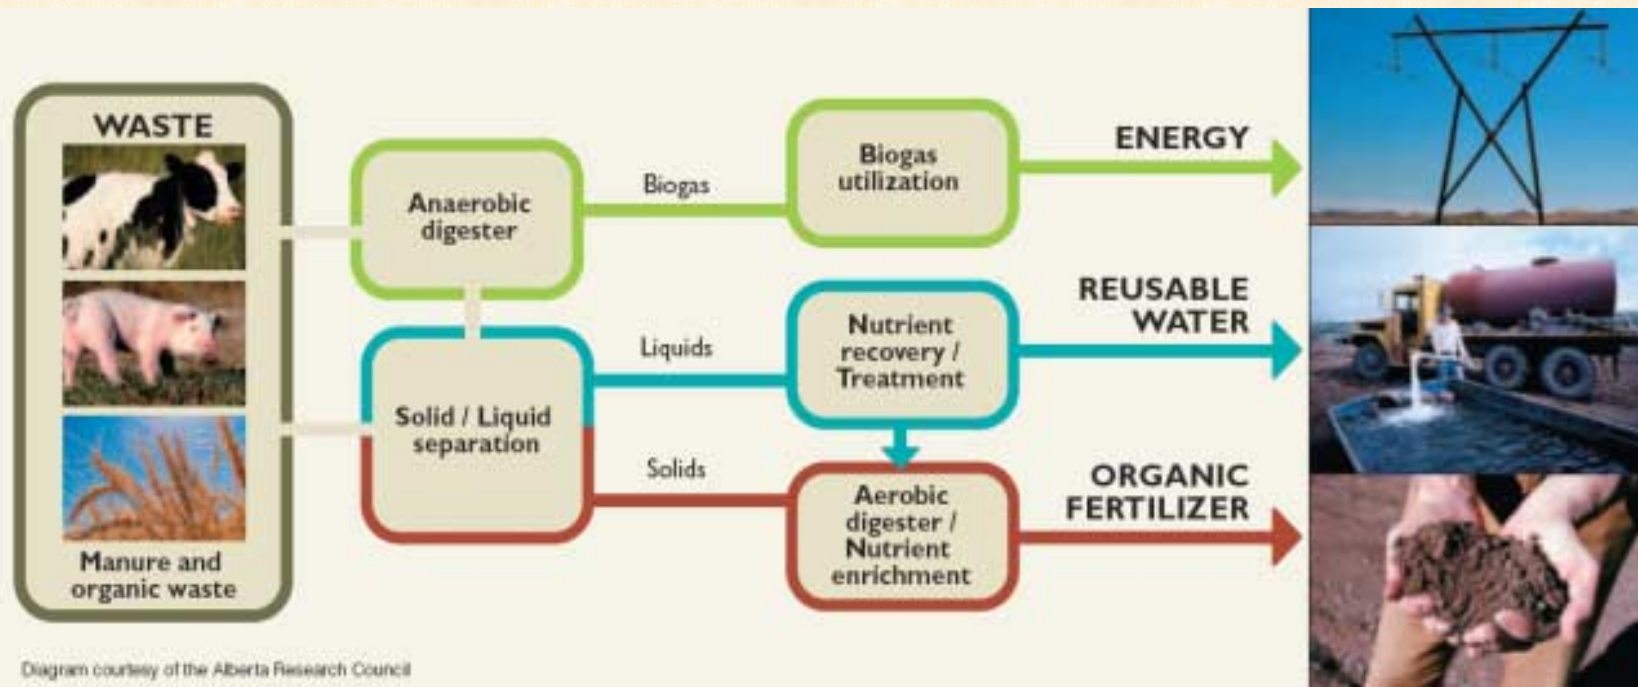 WASTE
Manure and
organic waste
Anaerobic
digester
Biogas
Biogas
utilization
ENERGY
Solid / Liquid
separation
Liquids
Nutrient
recovery /
Treatment
REUSABLE
WATER
Solids
Aerobic
digester /
Nutrient
enrichment
ORGANIC
FERTILIZER
Diagram courtesy of the Alberta Research Council